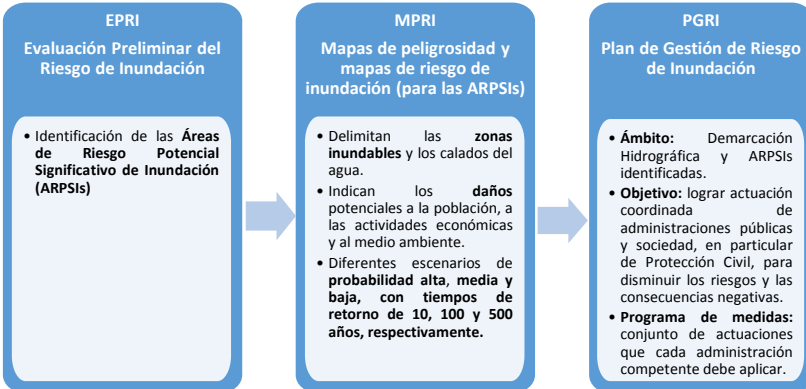 EPRI
Evaluación Preliminar del
Riesgo de Inundación
• Identificación de las Áreas
de Riesgo Potencial
Significativo de Inundación
(ARPSIs)
MPRI
Mapas de peligrosidad y
mapas de riesgo de
inundación (para las ARPSIs)
• Delimitan las zonas
inundables y los calados del
agua.
• Indican los daños
potenciales a la población, a
las actividades económicas
y al medio ambiente.
• Diferentes escenarios de
probabilidad alta, media y
baja, con tiempos de
retorno de 10, 100 y 500
años, respectivamente.
PGRI
Plan de Gestión de Riesgo
de Inundación
• Ámbito: Demarcación
Hidrográfica y ARPSIs
identificadas.
• Objetivo: lograr actuación
coordinada de
administraciones públicas
y sociedad, en particular
de Protección Civil, para
disminuir los riesgos y las
consecuencias negativas.
• Programa de medidas:
conjunto de actuaciones
que cada administración
competente debe aplicar.